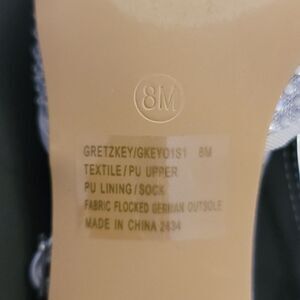 8M
GRETZKEY/GKEYO1S1 8M
TEXTILE/PU UPPER
PU LINING/SOCK
FABRIC FLOCKED GERMAN OUTSOLE
MADE IN CHINA 2434